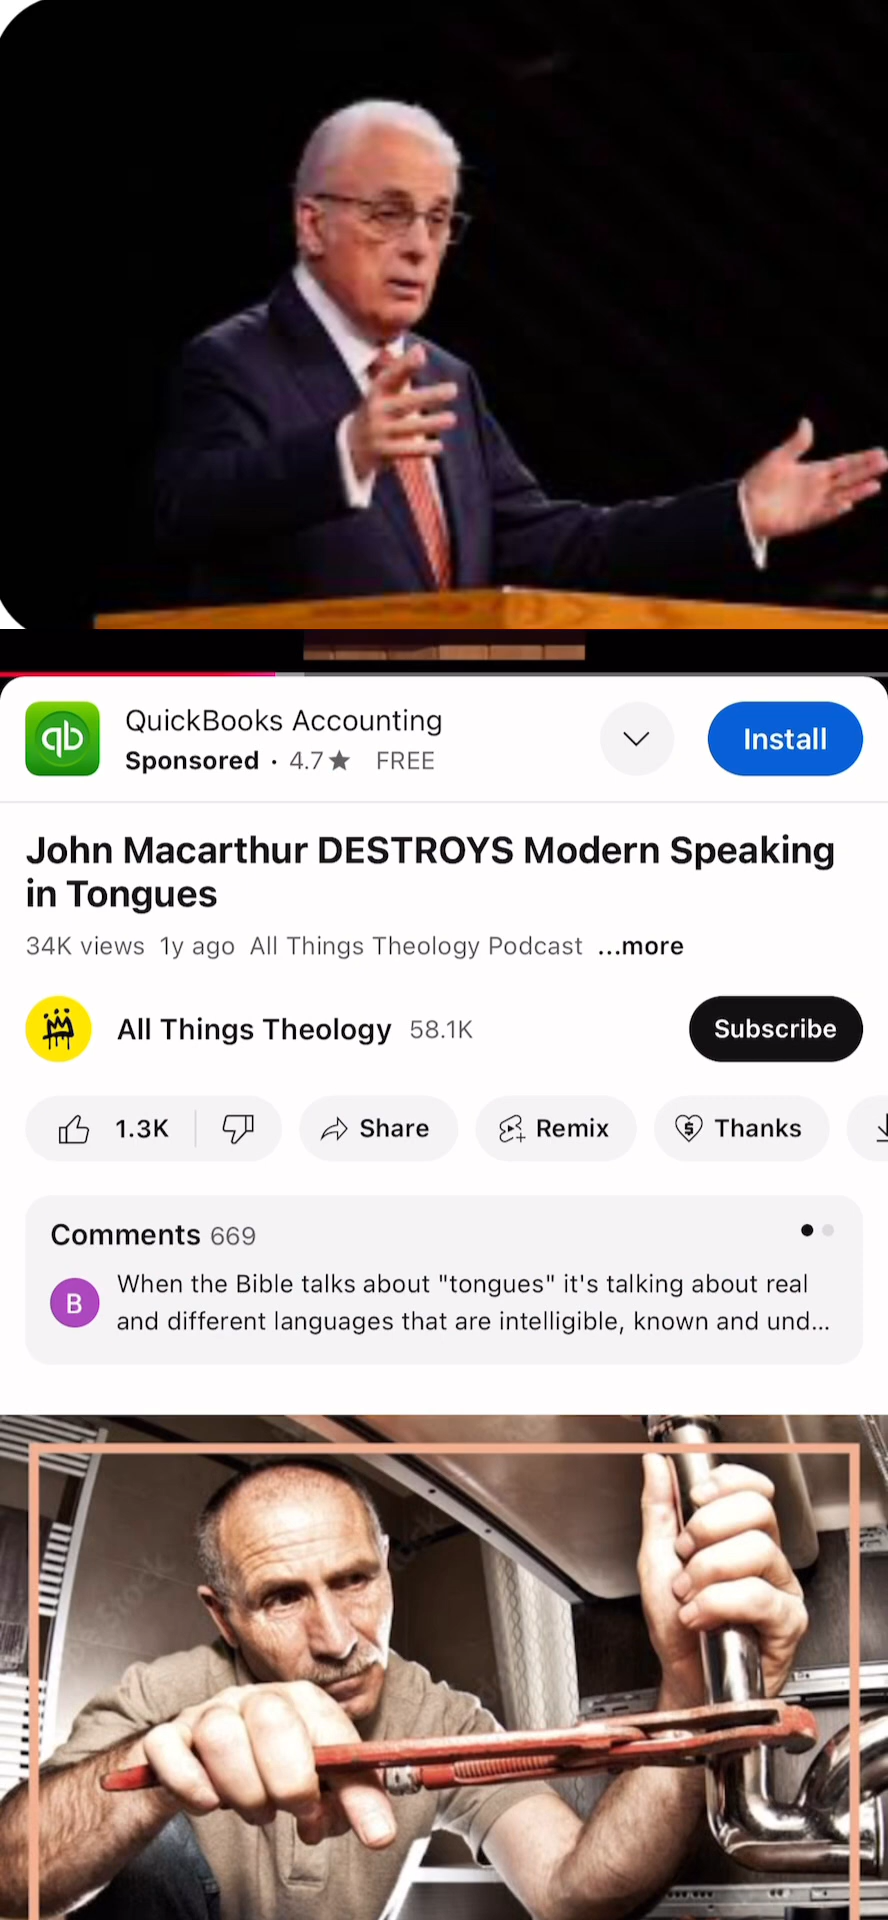 qb
QuickBooks Accounting
Install
Sponsored · 4.7★ FREE
John Macarthur DESTROYS Modern Speaking
in Tongues
34K views 1y ago All Things Theology Podcast ...more
All Things Theology 58.1K
Subscribe
1.3K
Share
Remix
Thanks
Comments 669
B
When the Bible talks about "tongues" it's talking about real
and different languages that are intelligible, known and und...